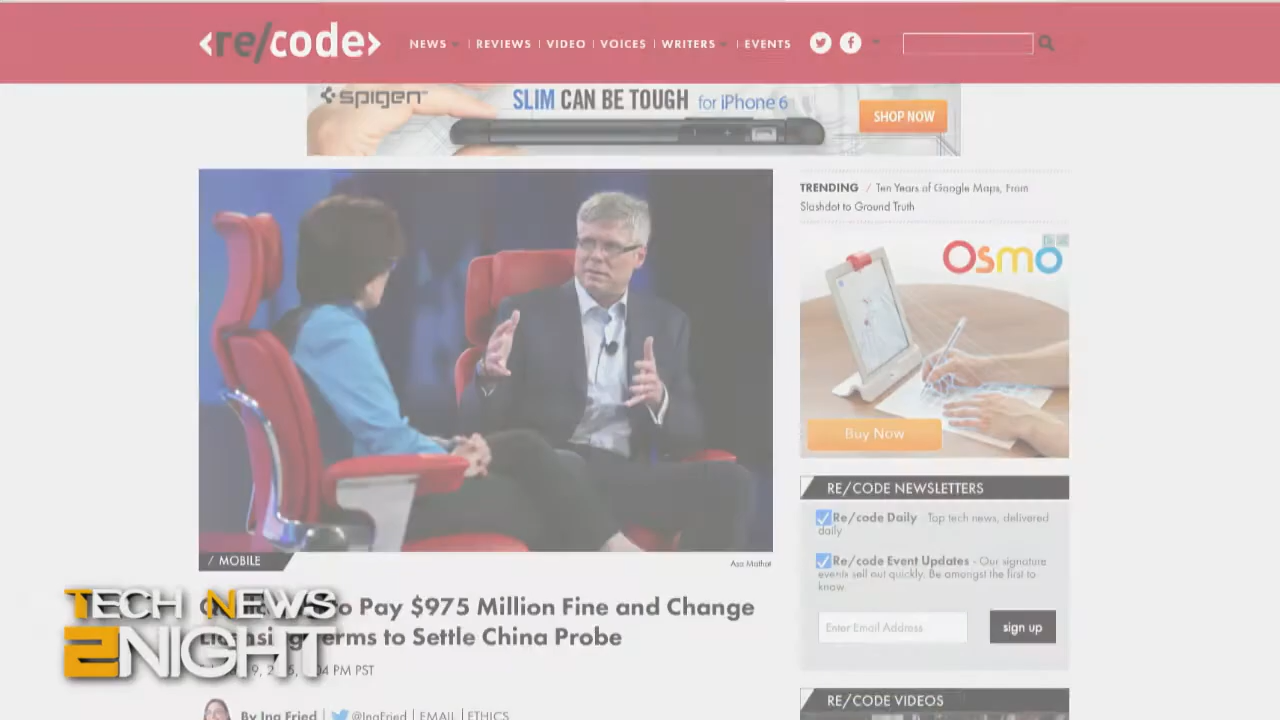 <re/code>
NEWS | REVIEWS | VIDEO | VOICES | WRITERS | EVENTS
spigen
SLIM CAN BE TOUGH for iPhone 6
SHOP NOW
TRENDING / Ten Years of Google Maps, From
Slashdot to Ground Truth
Osmo
Buy Now
RE/CODE NEWSLETTERS
Re/code Daily - Top tech news, delivered
daily
Re/code Event Updates - Our signature
events sell out quickly. Be amongst the first to
know.
Enter Email Address
sign up
/ MOBILE
Asa Mathat
to Pay $975 Million Fine and Change
Terms to Settle China Probe
PM PST
TECH NEWS
2NIGHT
By Ina Fried | @InaFried | EMAIL | ETHICS
RE/CODE VIDEOS